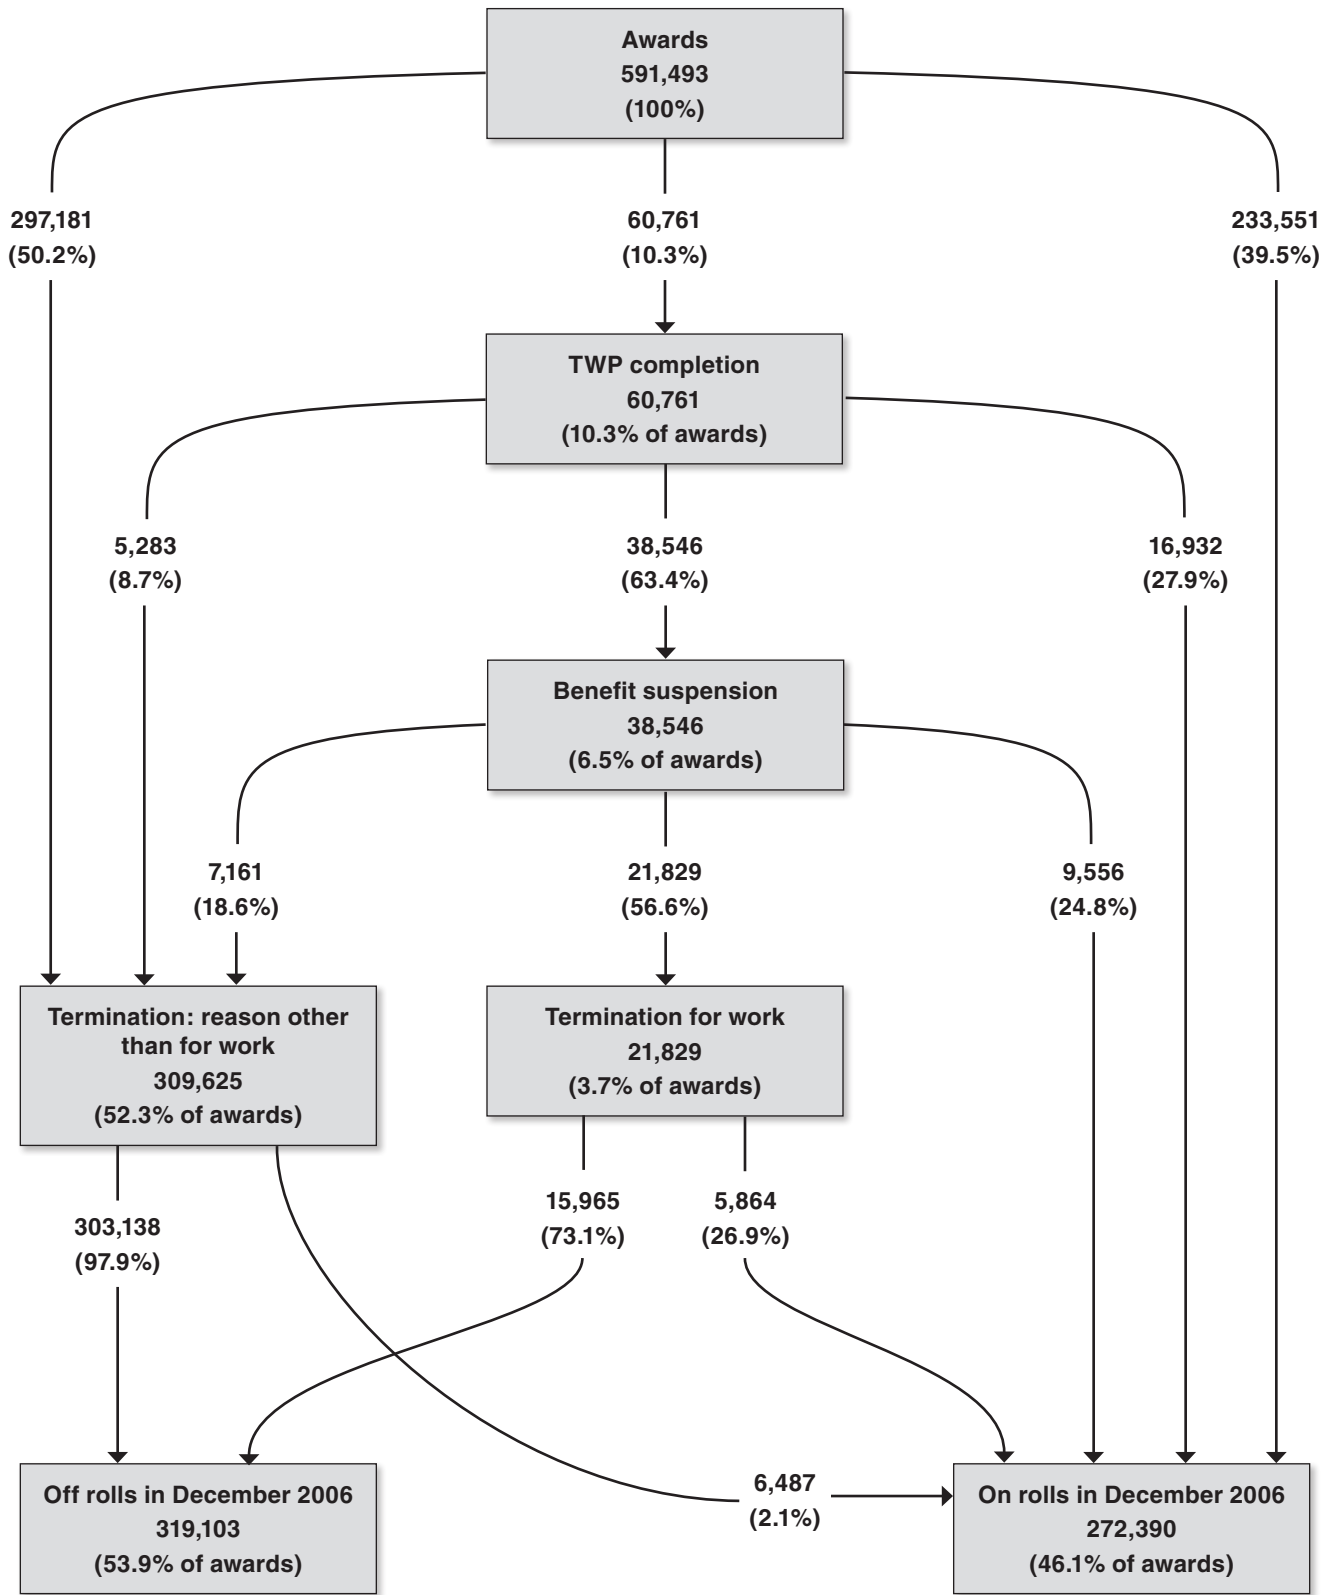 Awards
591,493
(100%)
297,181
(50.2%)
60,761
(10.3%)
233,551
(39.5%)
TWP completion
60,761
(10.3% of awards)
5,283
(8.7%)
38,546
(63.4%)
16,932
(27.9%)
Benefit suspension
38,546
(6.5% of awards)
7,161
(18.6%)
21,829
(56.6%)
9,556
(24.8%)
Termination: reason other
than for work
309,625
(52.3% of awards)
Termination for work
21,829
(3.7% of awards)
303,138
(97.9%)
15,965
(73.1%)
5,864
(26.9%)
6,487
(2.1%)
Off rolls in December 2006
319,103
(53.9% of awards)
On rolls in December 2006
272,390
(46.1% of awards)